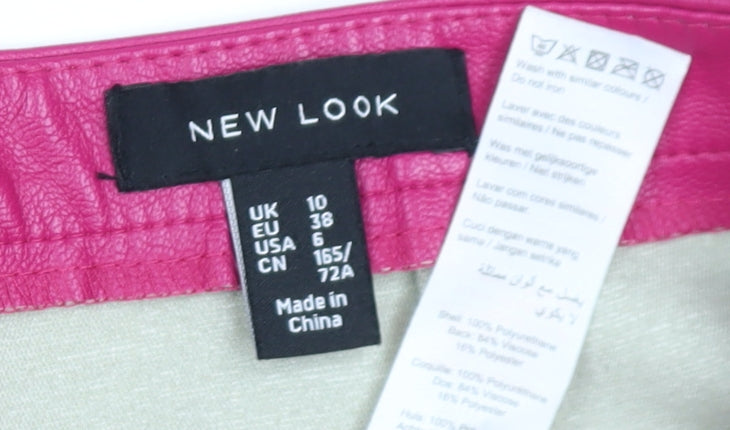 NEW LOOK
UK 10
EU 38
USA 6
CN 165/
72A
Made in
China
Wash with similar colours /
Do not iron
Laver avec des couleurs
similaires / Ne pas repasser
Was met gelijksoortige
kleuren / Niet strijken
Lavar com cores similares /
Não passar
Cuci dengan warna yang
sama / Jangan setrika
يغسل مع ألوان مماثلة
لا يكوى
Shell: 100% Polyurethane
Back: 84% Viscose
16% Polyester
Coquille: 100% Polyuréthane
Dos: 84% Viscose
16% Polyester